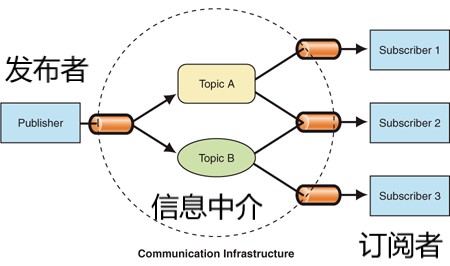 发布者
Publisher
Topic A
Topic B
信息中介
Communication Infrastructure
Subscriber 1
Subscriber 2
Subscriber 3
订阅者